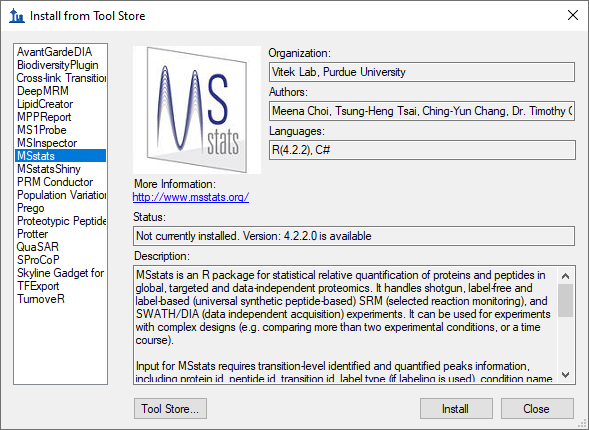 Install from Tool Store
AvantGardeDIA
BiodiversityPlugin
Cross-link Transition
DeepMRM
LipidCreator
MPPReport
MS1Probe
MSInspector
MSstats
MSstatsShiny
PRM Conductor
Population Variation
Prego
Proteotypic Peptide
Protter
QuaSAR
SProCoP
Skyline Gadget for
TFExport
TurnoveR
MS
stats
More Information:
http://www.msstats.org/
Organization:
Vitek Lab, Purdue University
Authors:
Meena Choi, Tsung-Heng Tsai, Ching-Yun Chang, Dr. Timothy C
Languages:
R(4.2.2), C#
Status:
Not currently installed. Version: 4.2.2.0 is available
Description:
MSstats is an R package for statistical relative quantification of proteins and peptides in
global, targeted and data-independent proteomics. It handles shotgun, label-free and
label-based (universal synthetic peptide-based) SRM (selected reaction monitoring), and
SWATH/DIA (data independent acquisition) experiments. It can be used for experiments
with complex designs (e.g. comparing more than two experimental conditions, or a time
course).
Input for MSstats requires transition-level identified and quantified peaks information,
including protein id, peptide id, transition id, label type (if labeling is used), condition name
Tool Store...
Install
Close